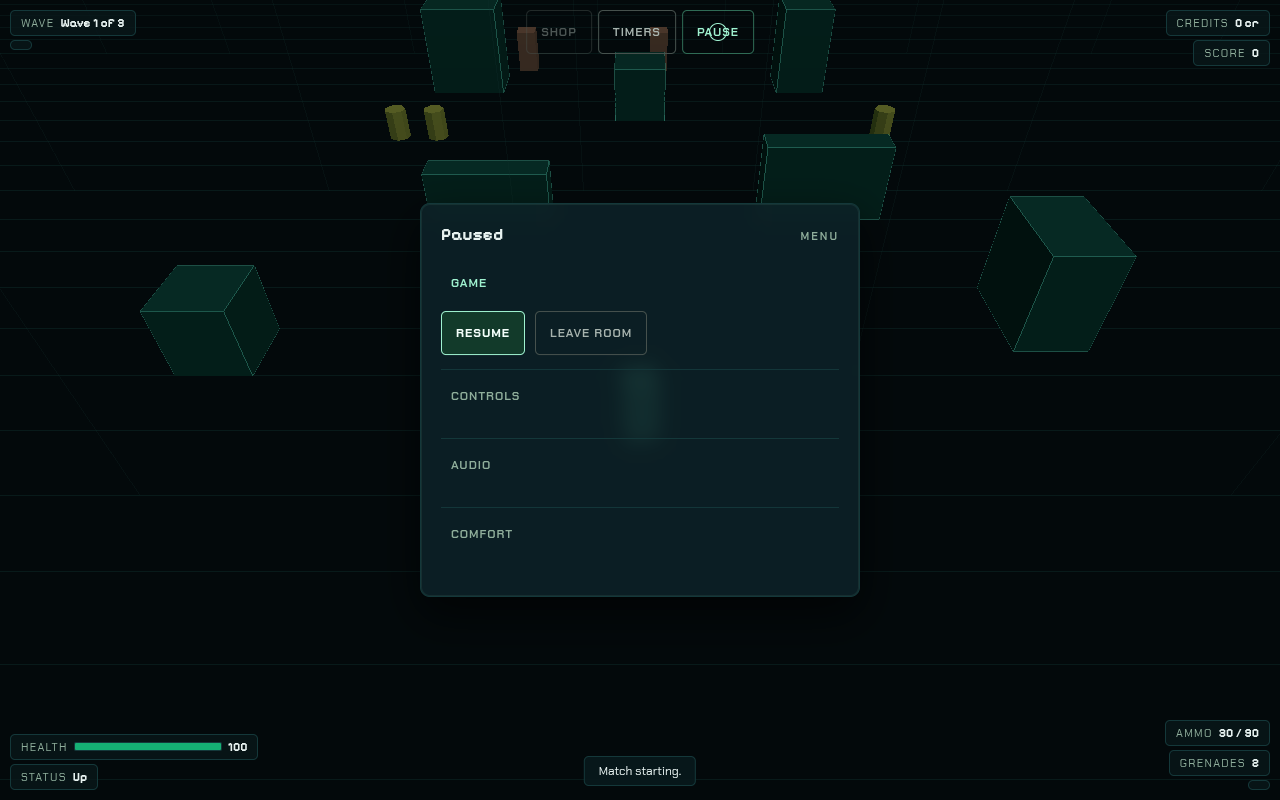 WAVE Wave 1 of 3
SHOP
TIMERS
PAUSE
CREDITS 0 cr
SCORE 0
Paused
MENU
GAME
RESUME
LEAVE ROOM
CONTROLS
AUDIO
COMFORT
HEALTH 100
STATUS Up
Match starting.
AMMO 30 / 90
GRENADES 2